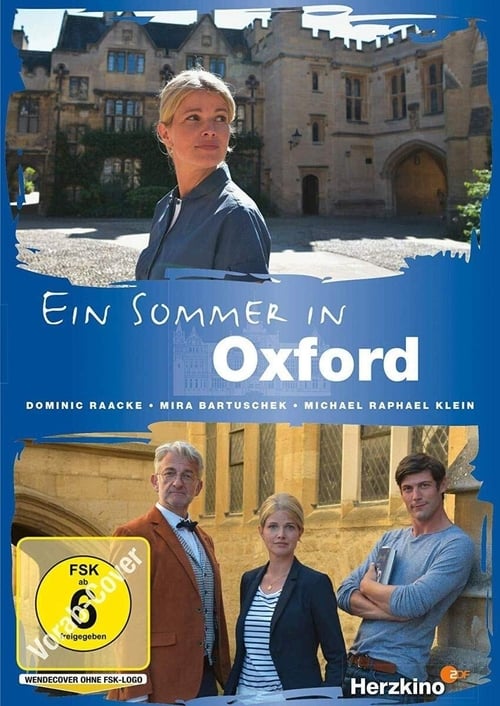 EIN SOMMER IN
Oxford
DOMINIC RAACKE • MIRA BARTUSCHEK • MICHAEL RAPHAEL KLEIN
FSK
ab
6
freigegeben
Vorab-Cover
WENDECOVER OHNE FSK-LOGO
Herzkino
ZDF